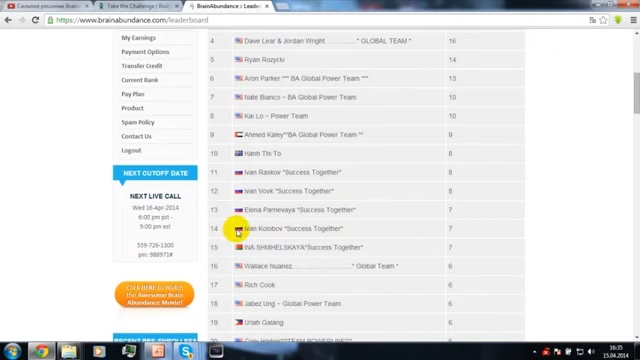 Сильное решение Brain
Take the Challenge | Body
BrainAbundance :: Leader
https://www.brainabundance.com/leaderboard
My Earnings
Payment Options
Transfer Credit
Current Rank
Pay Plan
Product
Spam Policy
Contact Us
Logout
NEXT CUTOFF DATE
NEXT LIVE CALL
Wed 16-Apr-2014
6:00 pm pst -
9:00 pm est
559-726-1300
pin: 988971#
Click HERE to Watch
the Awesome Brain
Abundance Movie!
4 Dave Lear & Jordan Wright ................* GLOBAL TEAM * 16
5 Ryan Rozycki 14
6 Aron Parker *** BA Global Power Team *** 13
7 Nate Bianco ~ BA Global Power Team 10
8 Kai Lo ~ Power Team 10
9 Ahmed Kaley**BA Global Power Team ** 9
10 Hanh Thi To 8
11 Ivan Raskov *Success Together* 8
12 Ivan Vovk *Success Together* 8
13 Elena Parnevaya *Success Together* 7
14 Ivan Kolobov *Success Together* 7
15 INA SHMIHELSKAYA*Success Together* 7
16 Wallace Nuanez........................* Global Team * 6
17 Rich Cook 6
18 Jabez Ung ~ Global Power Team 6
19 Uriah Galang 6
EN
16:35
15.04.2014